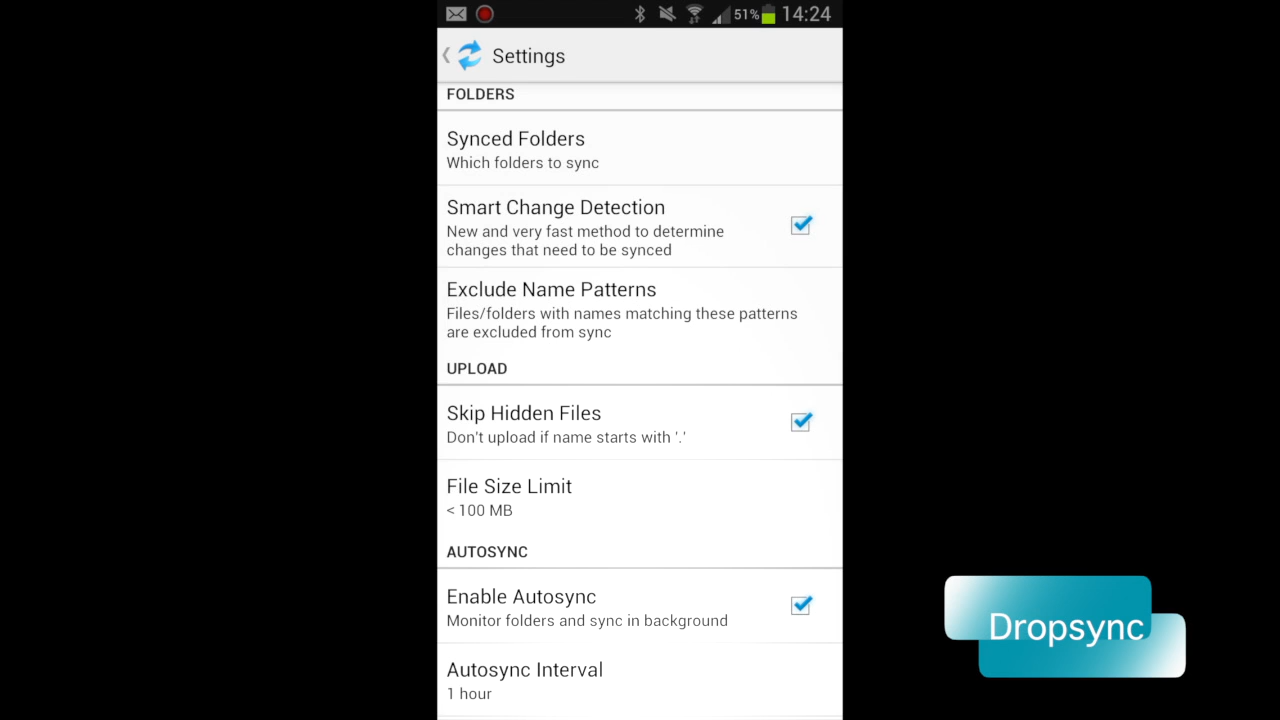 51% 14:24
Settings
FOLDERS
Synced Folders
Which folders to sync
Smart Change Detection
New and very fast method to determine
changes that need to be synced
Exclude Name Patterns
Files/folders with names matching these patterns
are excluded from sync
UPLOAD
Skip Hidden Files
Don't upload if name starts with '.'
File Size Limit
< 100 MB
AUTOSYNC
Enable Autosync
Monitor folders and sync in background
Autosync Interval
1 hour
Dropsync